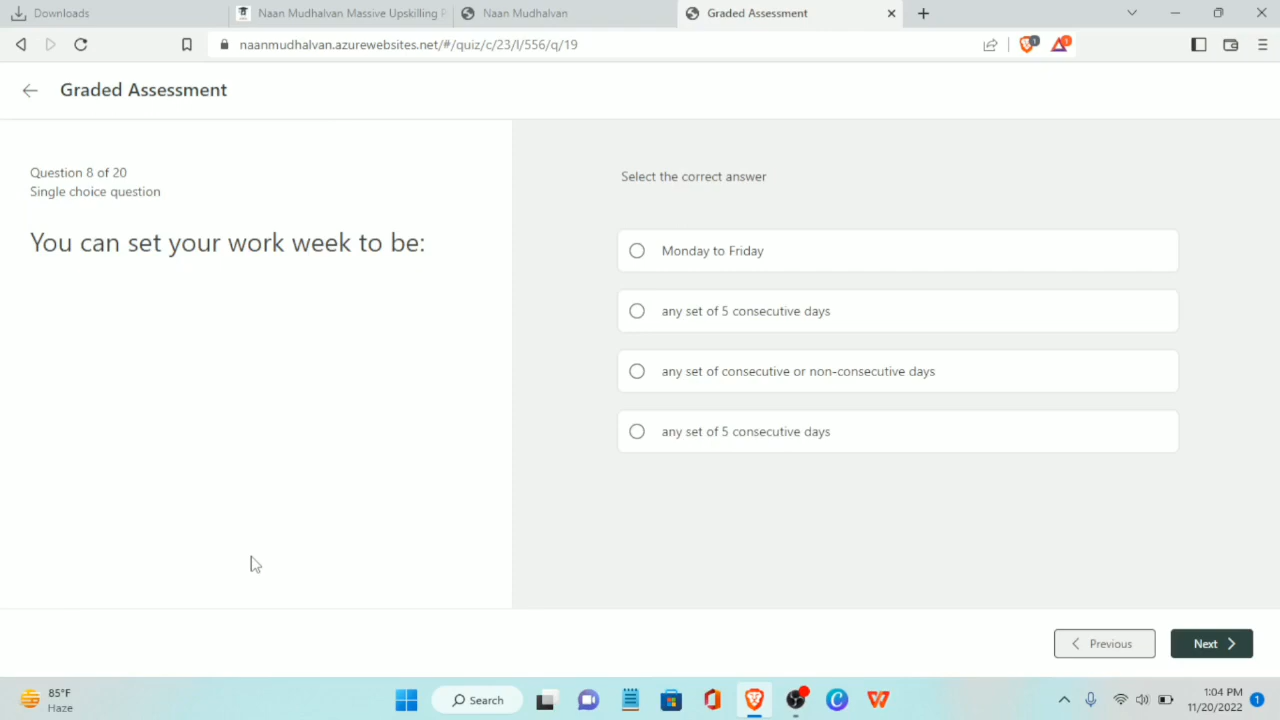 Downloads
Naan Mudhalvan Massive Upskilling P
Naan Mudhalvan
Graded Assessment
naanmudhalvan.azurewebsites.net/#/quiz/c/23/l/556/q/19
1
1
Graded Assessment
Question 8 of 20
Single choice question
You can set your work week to be:
Select the correct answer
Monday to Friday
any set of 5 consecutive days
any set of consecutive or non-consecutive days
any set of 5 consecutive days
Previous
Next
85°F
Haze
Search
1:04 PM
11/20/2022
1